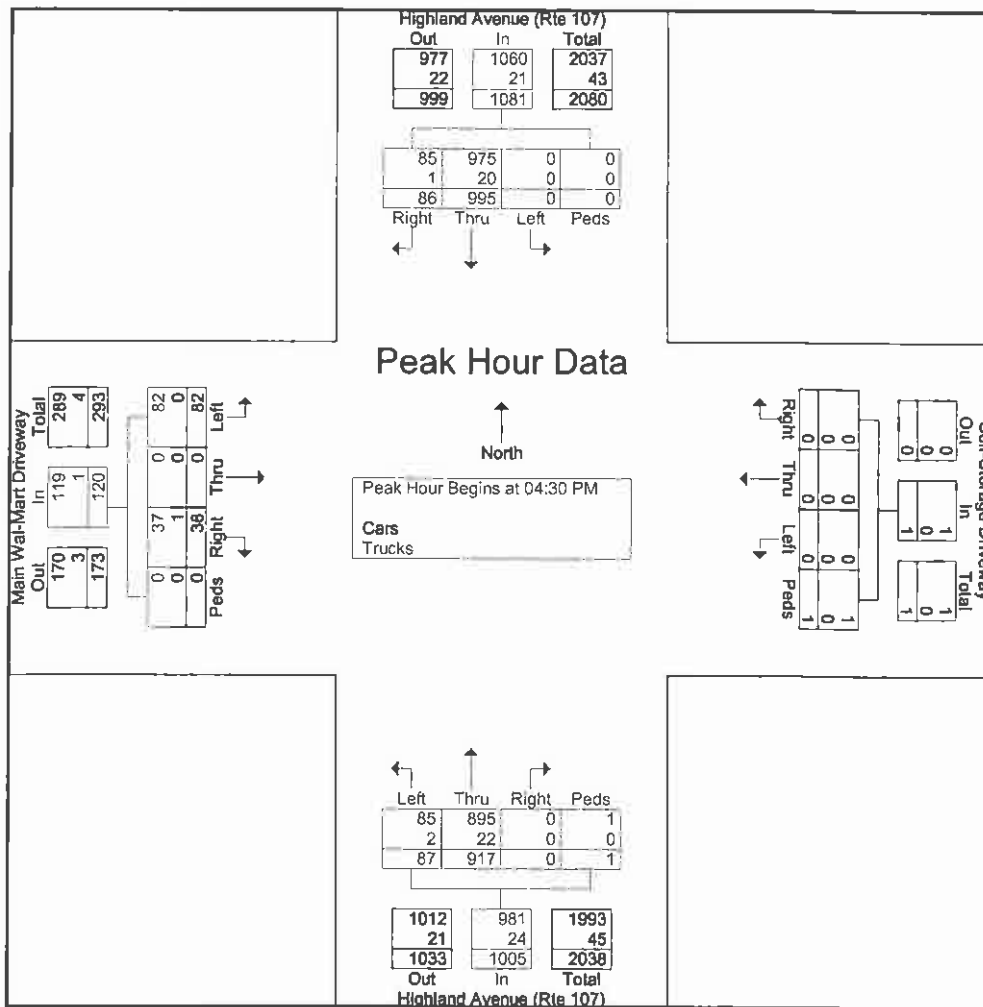 Highland Avenue (Rte 107)
Out In Total
977 1060 2037
22 21 43
999 1081 2080
85 975 0 0
1 20 0 0
86 995 0 0
Right Thru Left Peds
Peak Hour Data
North
Peak Hour Begins at 04:30 PM
Cars
Trucks
Main Wal-Mart Driveway
Out In Total
170 119 289
3 1 4
173 120 293
82 0 37 0
0 0 1 0
82 0 38 0
Left Thru Right Peds
Right Thru Left Peds
0 0 0 1
0 0 0 0
0 0 0 1
Out In Total
0 1 1
0 0 0
0 1 1
Driveway
Left Thru Right Peds
85 895 0 1
2 22 0 0
87 917 0 1
1012 981 1993
21 24 45
1033 1005 2038
Out In Total
Highland Avenue (Rte 107)